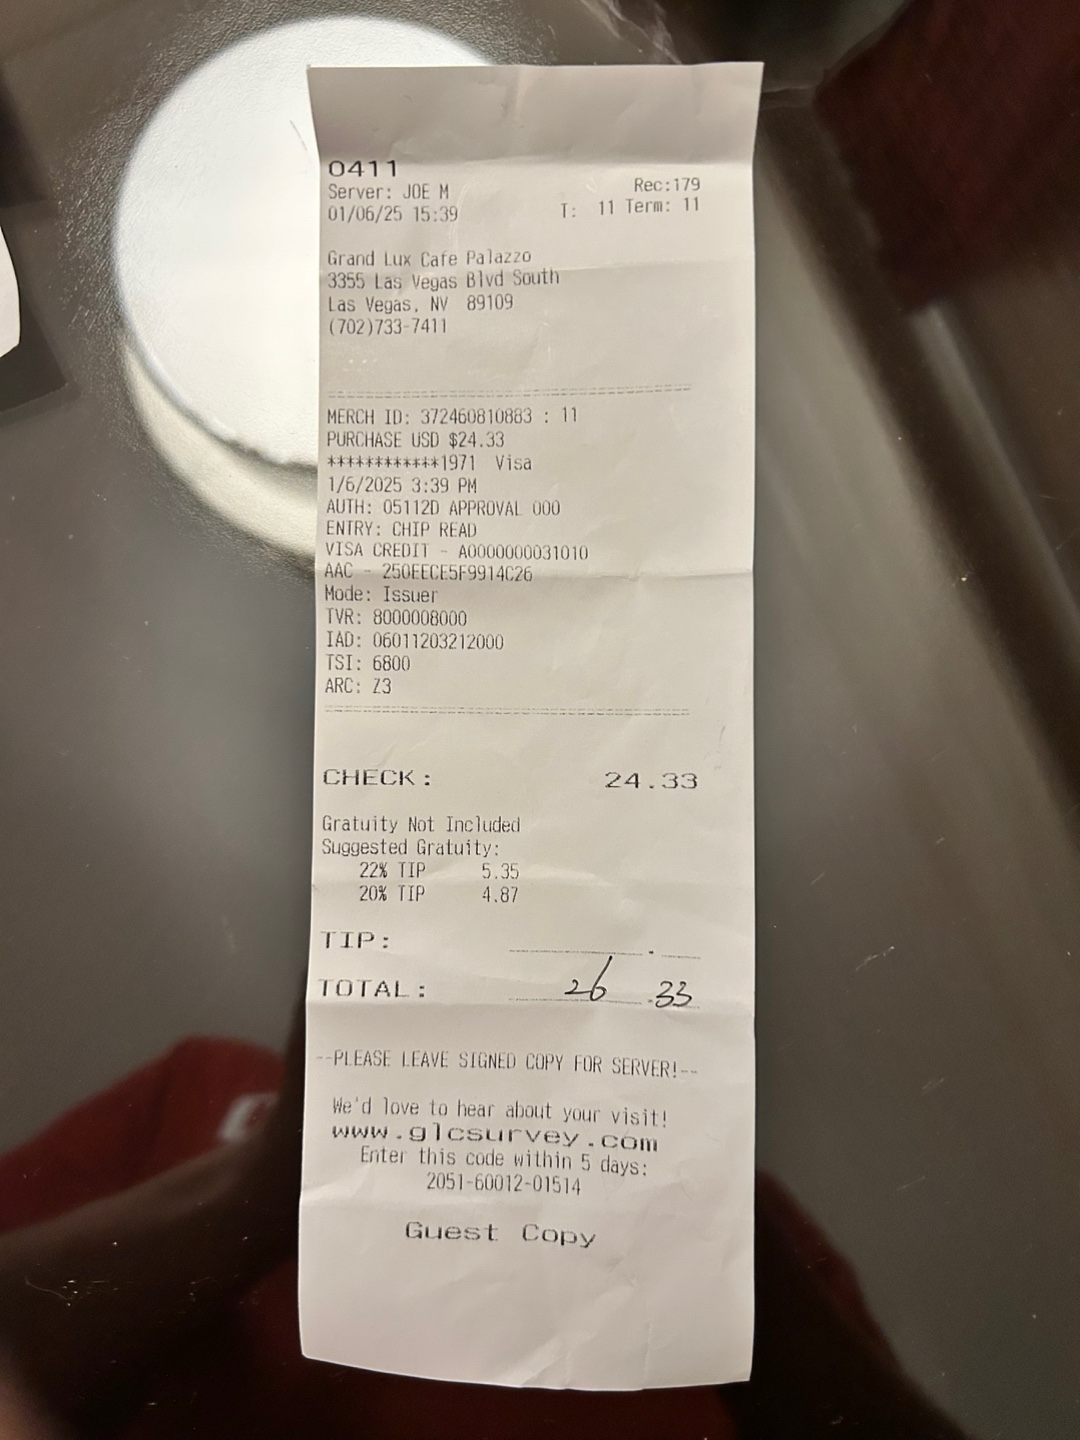 0411
Server: JOE M Rec:179
01/06/25 15:39 T: 11 Term: 11
Grand Lux Cafe Palazzo
3355 Las Vegas Blvd South
Las Vegas, NV 89109
(702)733-7411
MERCH ID: 372460810883 : 11
PURCHASE USD $24.33
************1971 Visa
1/6/2025 3:39 PM
AUTH: 05112D APPROVAL 000
ENTRY: CHIP READ
VISA CREDIT - A0000000031010
AAC - 250EECE5F9914C26
Mode: Issuer
TVR: 8000008000
IAD: 06011203212000
TSI: 6800
ARC: Z3
CHECK: 24.33
Gratuity Not Included
Suggested Gratuity:
22% TIP 5.35
20% TIP 4.87
TIP: .
TOTAL: 26.33
--PLEASE LEAVE SIGNED COPY FOR SERVER!--
We'd love to hear about your visit!
www.glcsurvey.com
Enter this code within 5 days:
2051-60012-01514
Guest Copy